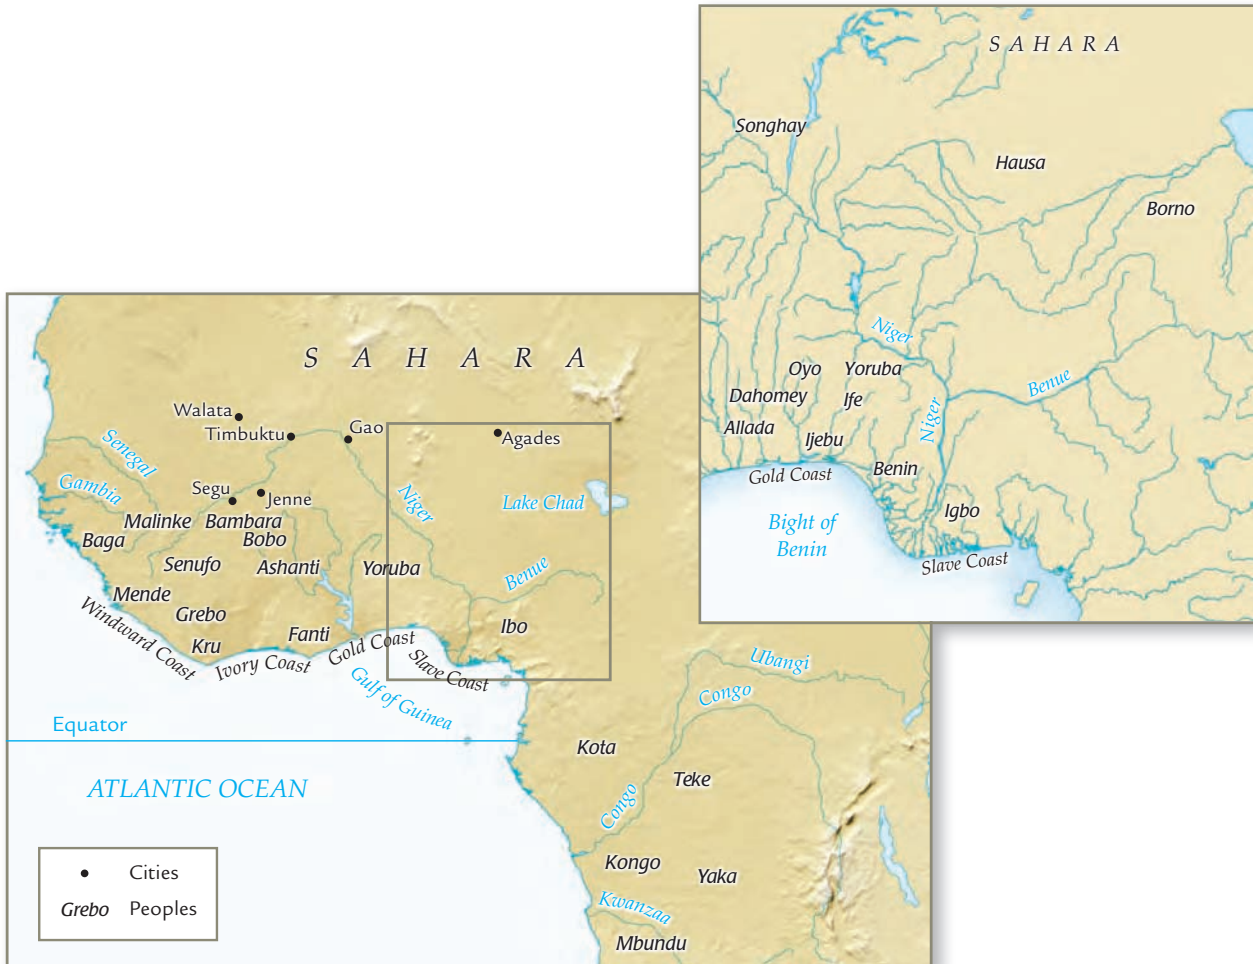 SAHARA
Songhay
Hausa
Borno
Niger
Benue
Oyo
Yoruba
Dahomey
Ife
Allada
Niger
Ijebu
Benin
Gold Coast
Igbo
Bight of
Benin
Slave Coast
SAHARA
Walata
Timbuktu
Gao
Agades
Senegal
Gambia
Segu
Jenne
Niger
Lake Chad
Malinke
Bambara
Baga
Bobo
Senufo
Ashanti
Yoruba
Benue
Mende
Grebo
Ibo
Kru
Fanti
Windward Coast
Ivory Coast
Gold Coast
Slave Coast
Gulf of Guinea
Ubangi
Congo
Equator
Kota
Teke
ATLANTIC OCEAN
Congo
Kongo
Yaka
Kwanzaa
Mbundu
Cities
Grebo Peoples